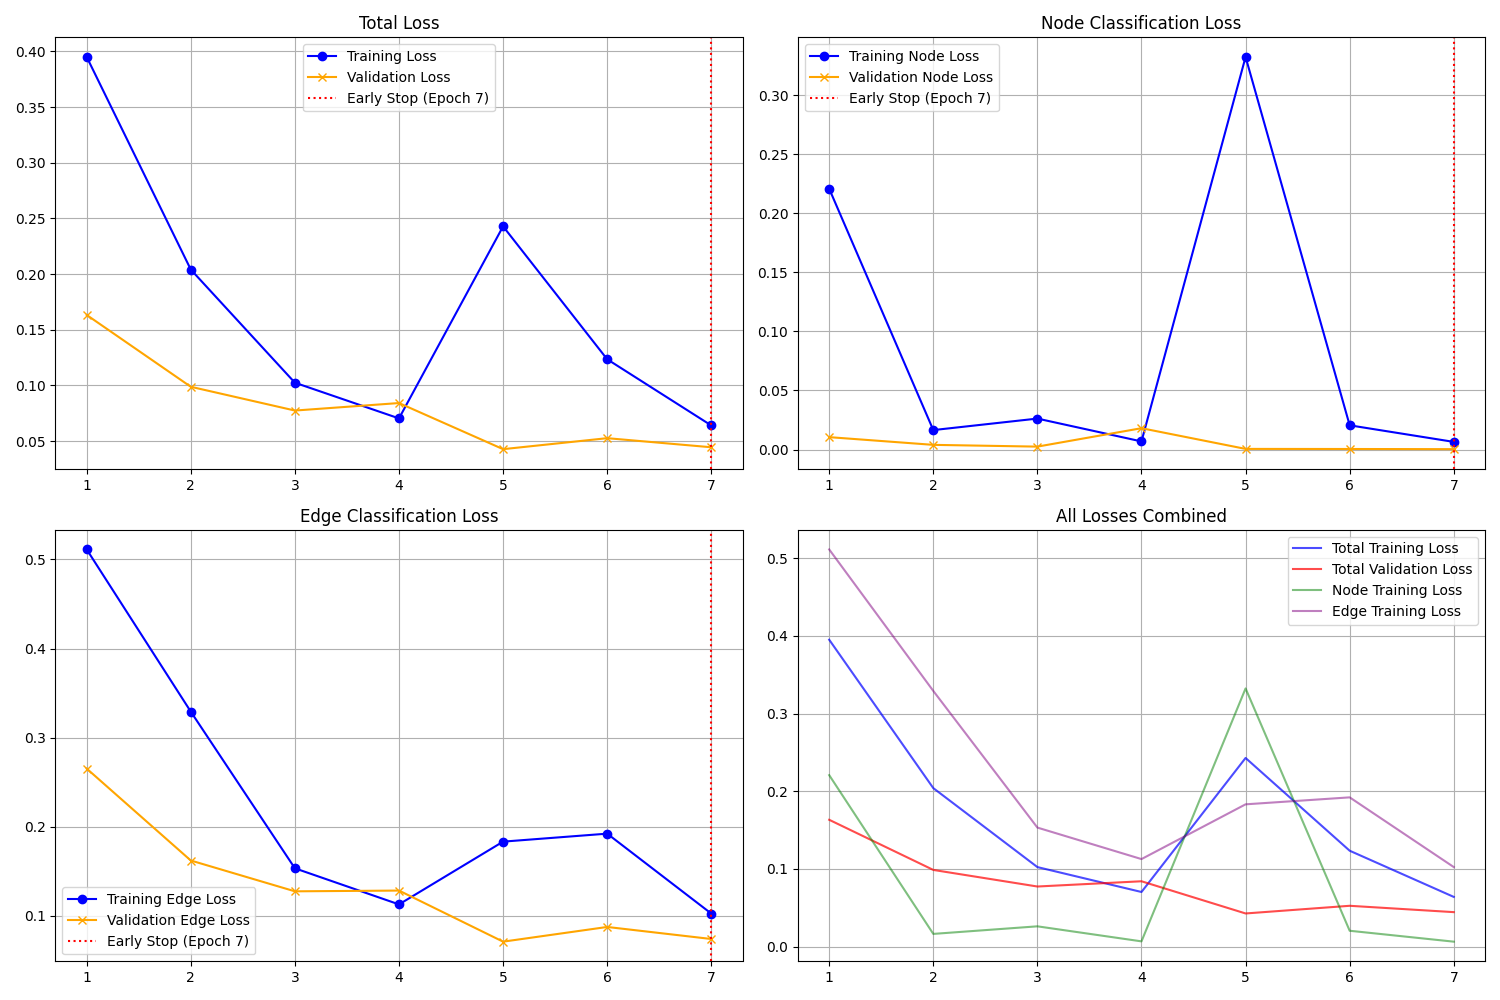 Total Loss
0.40
0.35
0.30
0.25
0.20
0.15
0.10
0.05
Training Loss
Validation Loss
Early Stop (Epoch 7)
1 2 3 4 5 6 7
Node Classification Loss
0.30
0.25
0.20
0.15
0.10
0.05
0.00
Training Node Loss
Validation Node Loss
Early Stop (Epoch 7)
1 2 3 4 5 6 7
Edge Classification Loss
0.5
0.4
0.3
0.2
0.1
Training Edge Loss
Validation Edge Loss
Early Stop (Epoch 7)
1 2 3 4 5 6 7
All Losses Combined
0.5
0.4
0.3
0.2
0.1
0.0
Total Training Loss
Total Validation Loss
Node Training Loss
Edge Training Loss
1 2 3 4 5 6 7